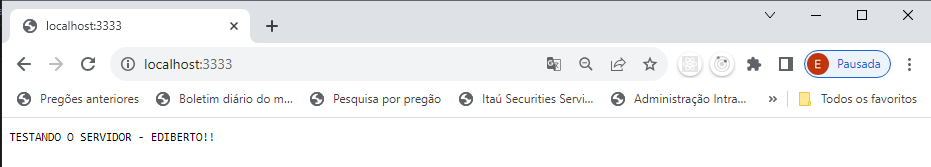 localhost:3333
localhost:3333
E Pausada
Pregões anteriores
Boletim diário do m...
Pesquisa por pregão
Itaú Securities Servi...
Administração Intra...
Todos os favoritos
TESTANDO O SERVIDOR - EDIBERTO!!